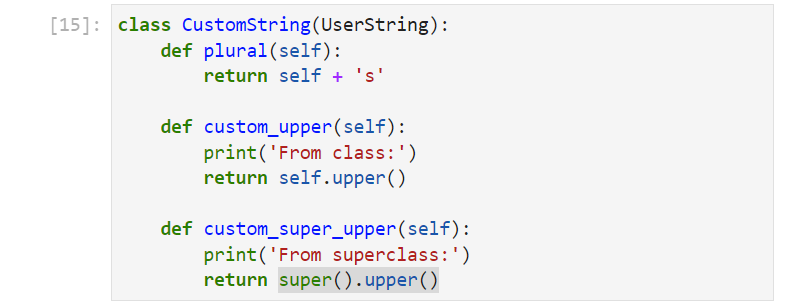 [15]: class CustomString(UserString):
def plural(self):
return self + 's'
def custom_upper(self):
print('From class:')
return self.upper()
def custom_super_upper(self):
print('From superclass:')
return super().upper()